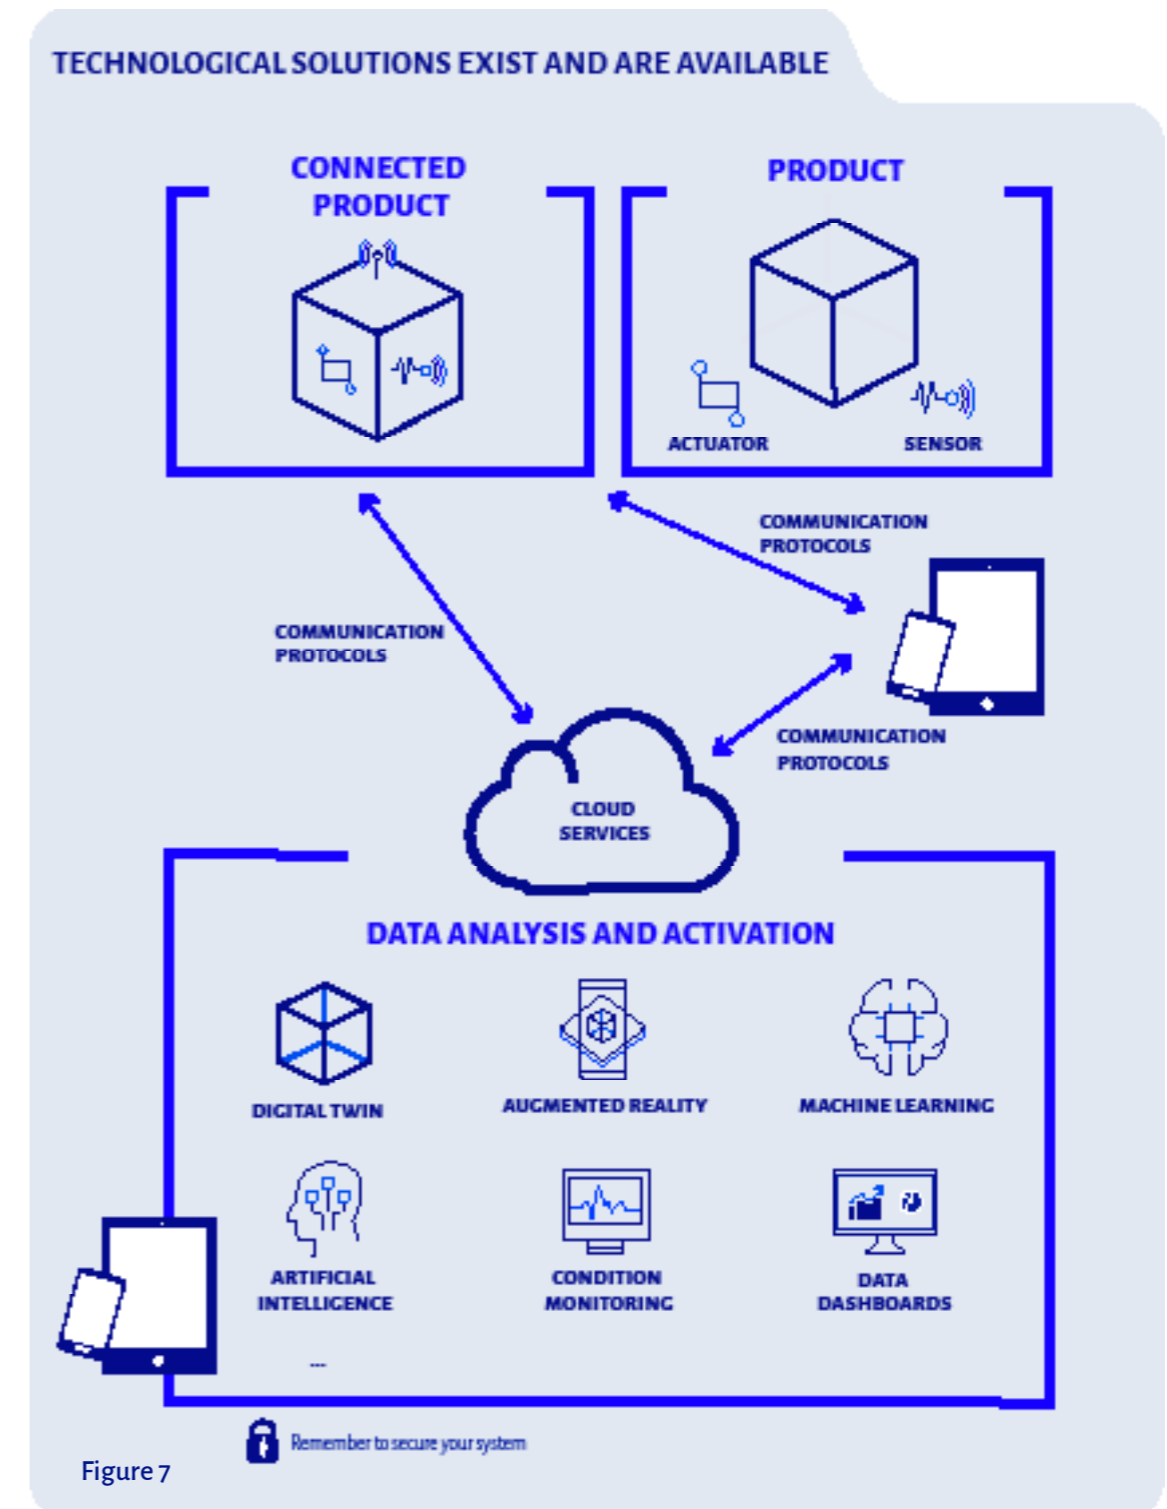 TECHNOLOGICAL SOLUTIONS EXIST AND ARE AVAILABLE
CONNECTED
PRODUCT
PRODUCT
ACTUATOR
SENSOR
COMMUNICATION
PROTOCOLS
COMMUNICATION
PROTOCOLS
COMMUNICATION
PROTOCOLS
CLOUD
SERVICES
DATA ANALYSIS AND ACTIVATION
DIGITAL TWIN
AUGMENTED REALITY
MACHINE LEARNING
ARTIFICIAL
INTELLIGENCE
CONDITION
MONITORING
DATA
DASHBOARDS
...
Remember to secure your system
Figure 7